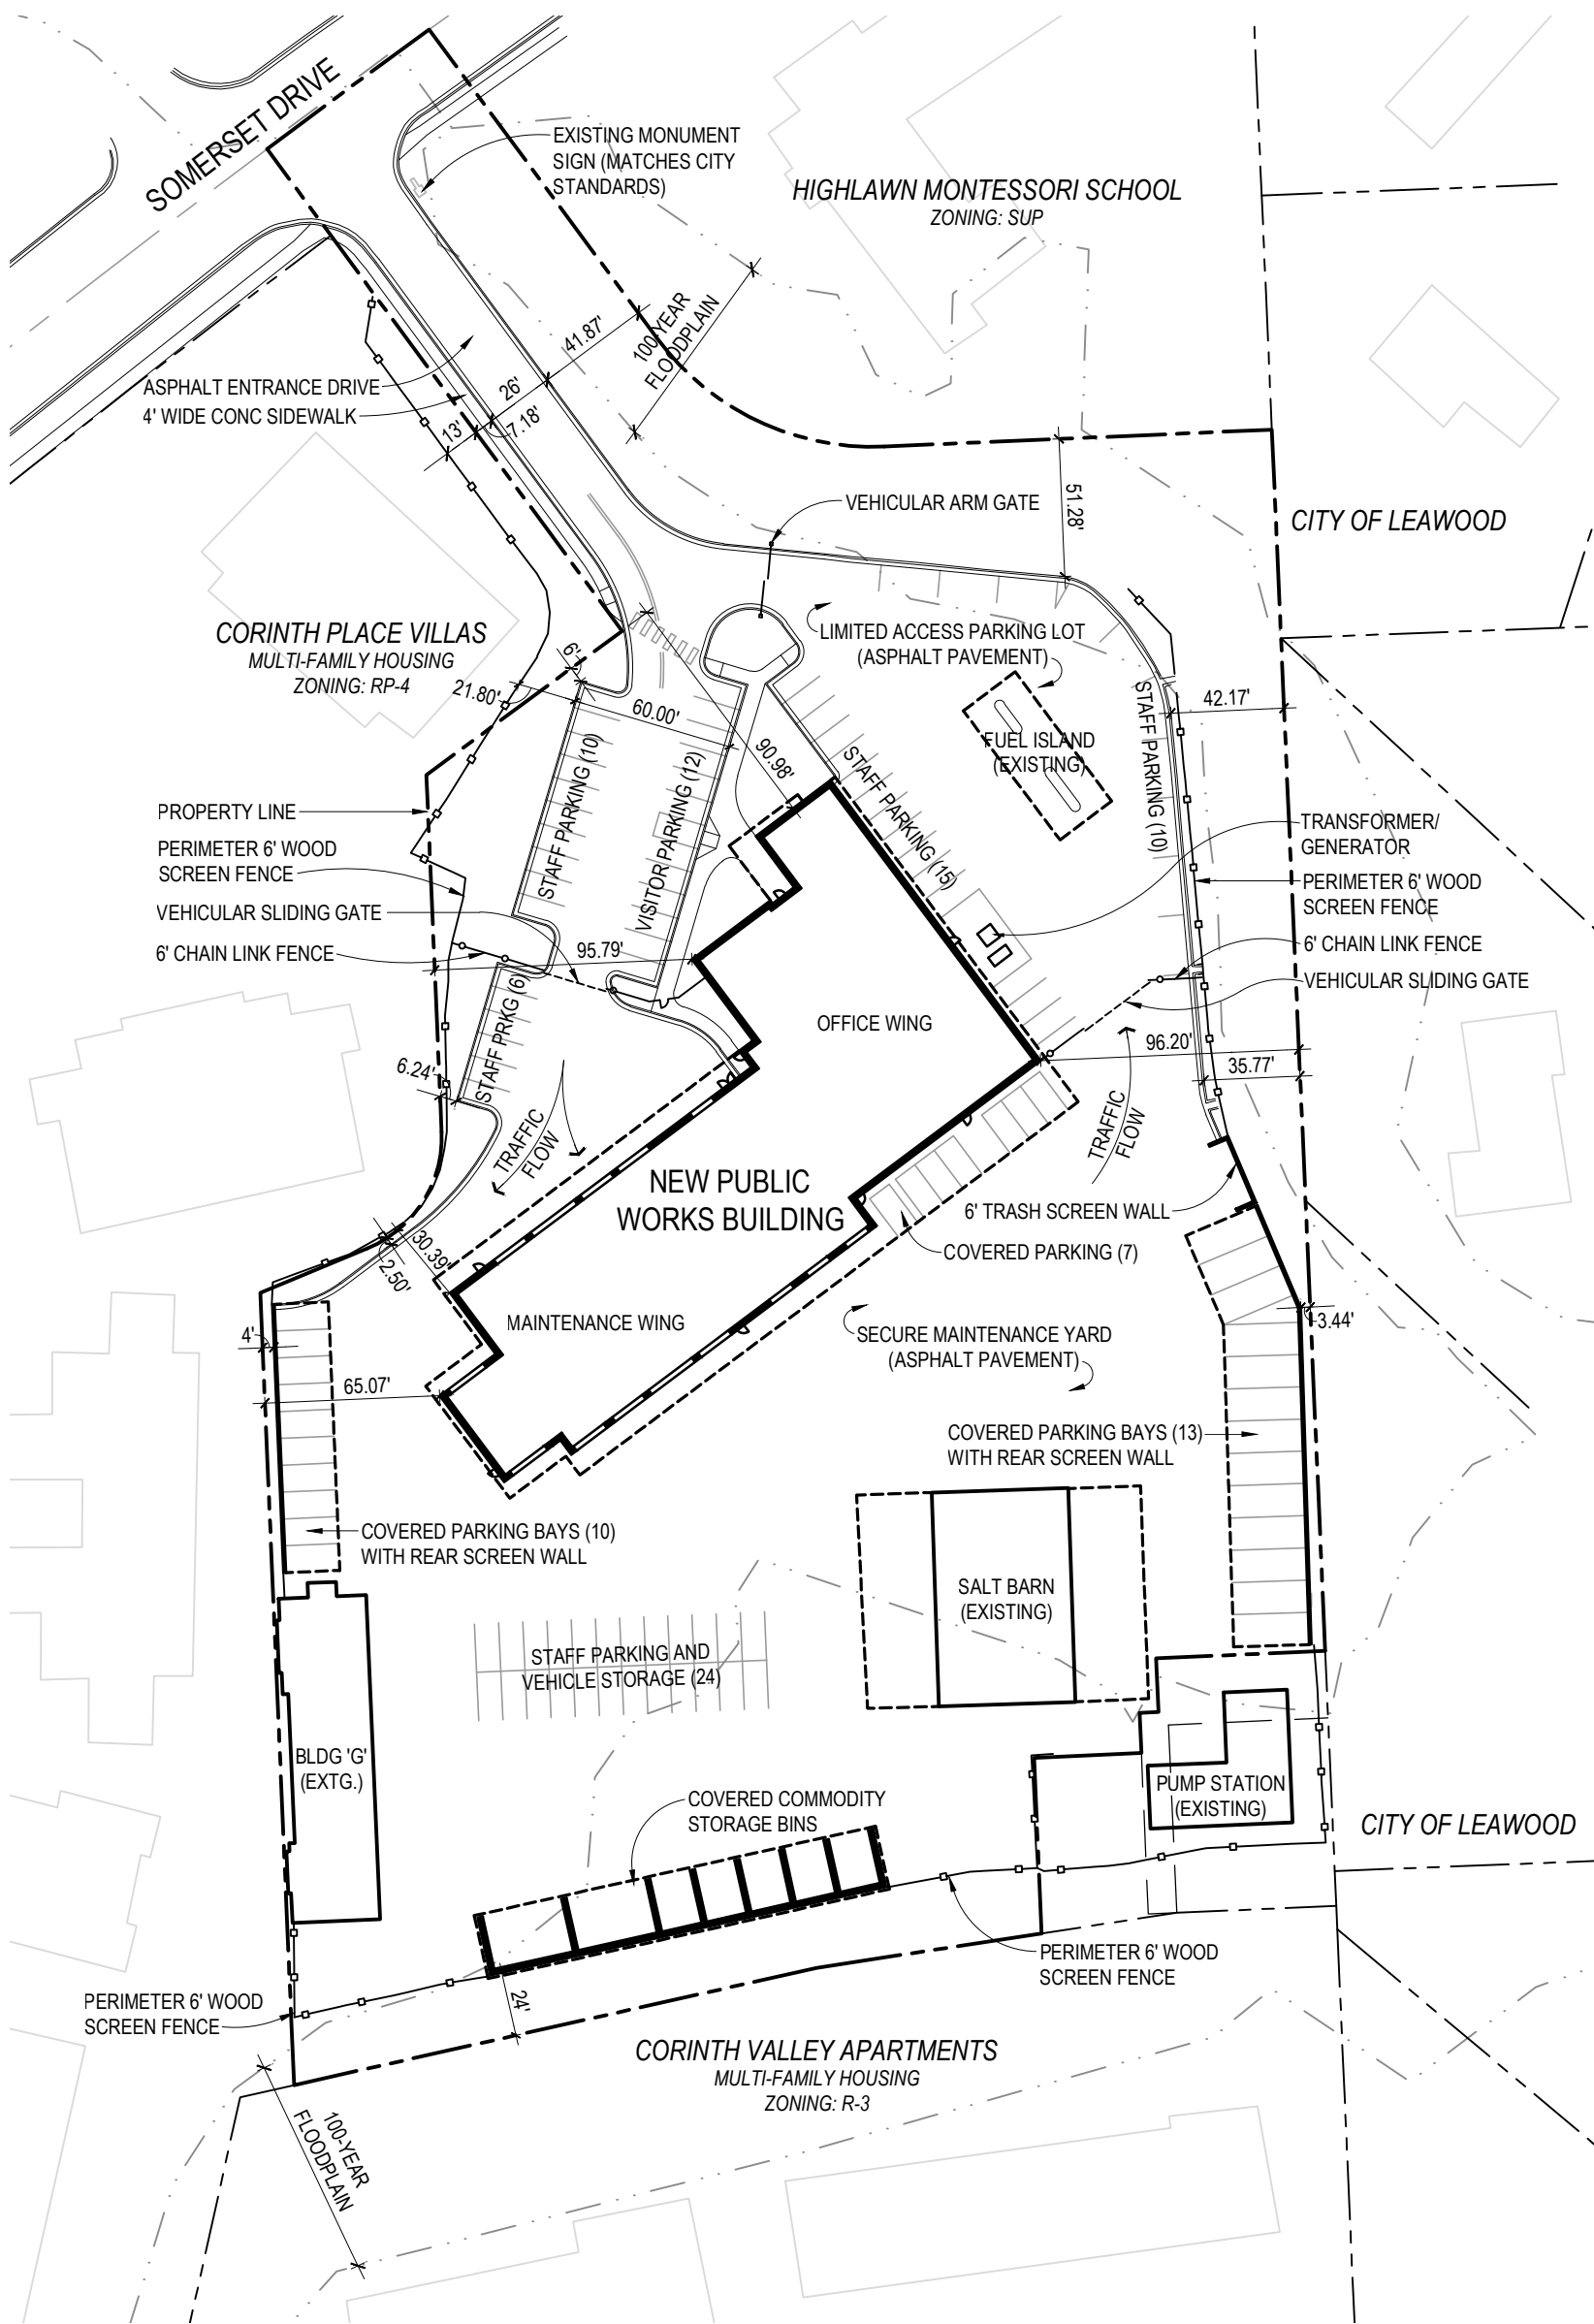 SOMERSET DRIVE
EXISTING MONUMENT
SIGN (MATCHES CITY
STANDARDS)
HIGHLAWN MONTESSORI SCHOOL
ZONING: SUP
41.87'
100-YEAR
FLOODPLAIN
ASPHALT ENTRANCE DRIVE
4' WIDE CONC SIDEWALK
26'
7.18'
13'
VEHICULAR ARM GATE
51.28'
CITY OF LEAWOOD
CORINTH PLACE VILLAS
MULTI-FAMILY HOUSING
ZONING: RP-4
LIMITED ACCESS PARKING LOT
(ASPHALT PAVEMENT)
6'
21.80'
60.00'
90.98'
42.17'
FUEL ISLAND
(EXISTING)
STAFF PARKING (10)
VISITOR PARKING (12)
STAFF PARKING (15)
STAFF PARKING (10)
PROPERTY LINE
PERIMETER 6' WOOD
SCREEN FENCE
VEHICULAR SLIDING GATE
6' CHAIN LINK FENCE
TRANSFORMER/
GENERATOR
PERIMETER 6' WOOD
SCREEN FENCE
6' CHAIN LINK FENCE
VEHICULAR SLIDING GATE
95.79'
STAFF PRKG (6)
OFFICE WING
96.20'
35.77'
6.24'
TRAFFIC
FLOW
TRAFFIC
FLOW
NEW PUBLIC
WORKS BUILDING
6' TRASH SCREEN WALL
COVERED PARKING (7)
30.39'
2.50'
MAINTENANCE WING
SECURE MAINTENANCE YARD
(ASPHALT PAVEMENT)
3.44'
4'
65.07'
COVERED PARKING BAYS (13)
WITH REAR SCREEN WALL
COVERED PARKING BAYS (10)
WITH REAR SCREEN WALL
SALT BARN
(EXISTING)
STAFF PARKING AND
VEHICLE STORAGE (24)
BLDG 'G'
(EXTG.)
COVERED COMMODITY
STORAGE BINS
PUMP STATION
(EXISTING)
CITY OF LEAWOOD
PERIMETER 6' WOOD
SCREEN FENCE
PERIMETER 6' WOOD
SCREEN FENCE
24'
CORINTH VALLEY APARTMENTS
MULTI-FAMILY HOUSING
ZONING: R-3
100-YEAR
FLOODPLAIN